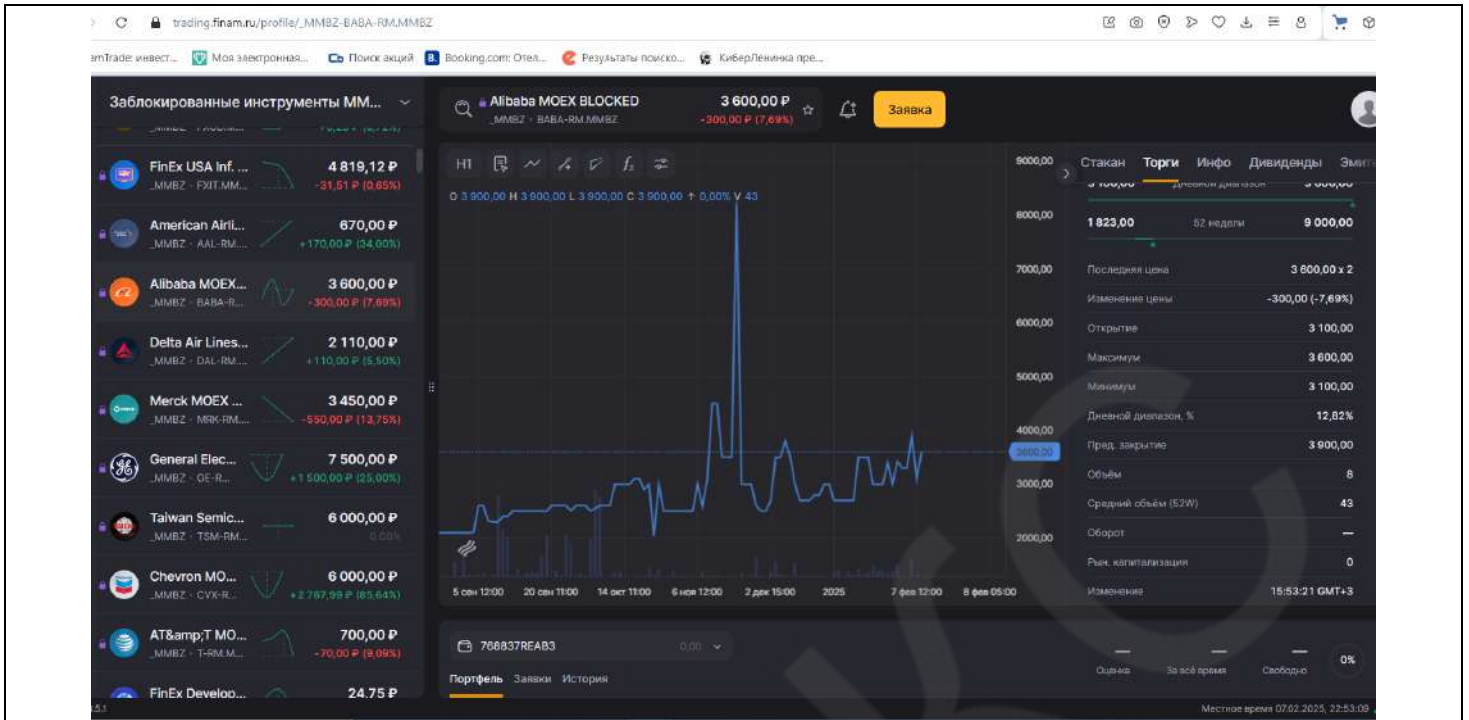 trading.finam.ru/profile/_MMBZ-BABA-RM.MMBZ
emTrade: инвест... Моя электронная... Поиск акций Booking.com: Отел... Результаты поиско... КиберЛенинка пре...
Заблокированные инструменты ММ...
Alibaba MOEX BLOCKED
_MMBZ · BABA-RM.MMBZ
3 600,00 ₽
-300,00 ₽ (7,69%)
Заявка
FinEx USA Inf. ... 4 819,12 ₽
_MMBZ · FXIT.MM... -31,51 ₽ (0,65%)
American Airli... 670,00 ₽
_MMBZ · AAL-RM.... +170,00 ₽ (34,00%)
Alibaba MOEX... 3 600,00 ₽
_MMBZ · BABA-R... -300,00 ₽ (7,69%)
Delta Air Lines... 2 110,00 ₽
_MMBZ · DAL-RM.... +110,00 ₽ (5,50%)
Merck MOEX ... 3 450,00 ₽
_MMBZ · MRK-RM.... -550,00 ₽ (13,75%)
General Elec... 7 500,00 ₽
_MMBZ · GE-R... +1 500,00 ₽ (25,00%)
Taiwan Semic... 6 000,00 ₽
_MMBZ · TSM-RM... 0,00%
Chevron MO... 6 000,00 ₽
_MMBZ · CVX-R... +2 767,99 ₽ (85,64%)
AT&amp;T MO... 700,00 ₽
_MMBZ · T-RM.M... -70,00 ₽ (9,09%)
FinEx Develop... 24,75 ₽
H1
О 3 900,00 Н 3 900,00 L 3 900,00 С 3 900,00 ↑ 0,00% V 43
9000,00
8000,00
7000,00
6000,00
5000,00
4000,00
3600,00
3000,00
2000,00
5 сен 12:00 20 сен 11:00 14 окт 11:00 6 ноя 12:00 2 дек 15:00 2025 7 фев 12:00 8 фев 05:00
Стакан Торги Инфо Дивиденды Эмит
3 100,00 Дневной диапазон 3 600,00
1 823,00 52 недели 9 000,00
Последняя цена 3 600,00 x 2
Изменение цены -300,00 (-7,69%)
Открытие 3 100,00
Максимум 3 600,00
Минимум 3 100,00
Дневной диапазон, % 12,82%
Пред. закрытие 3 900,00
Объём 8
Средний объём (52W) 43
Оборот —
Рын. капитализация 0
Изменение 15:53:21 GMT+3
768837REAB3 0,00
Портфель Заявки История
— — —
Оценка За всё время Свободно 0%
Местное время 07.02.2025, 22:53:09